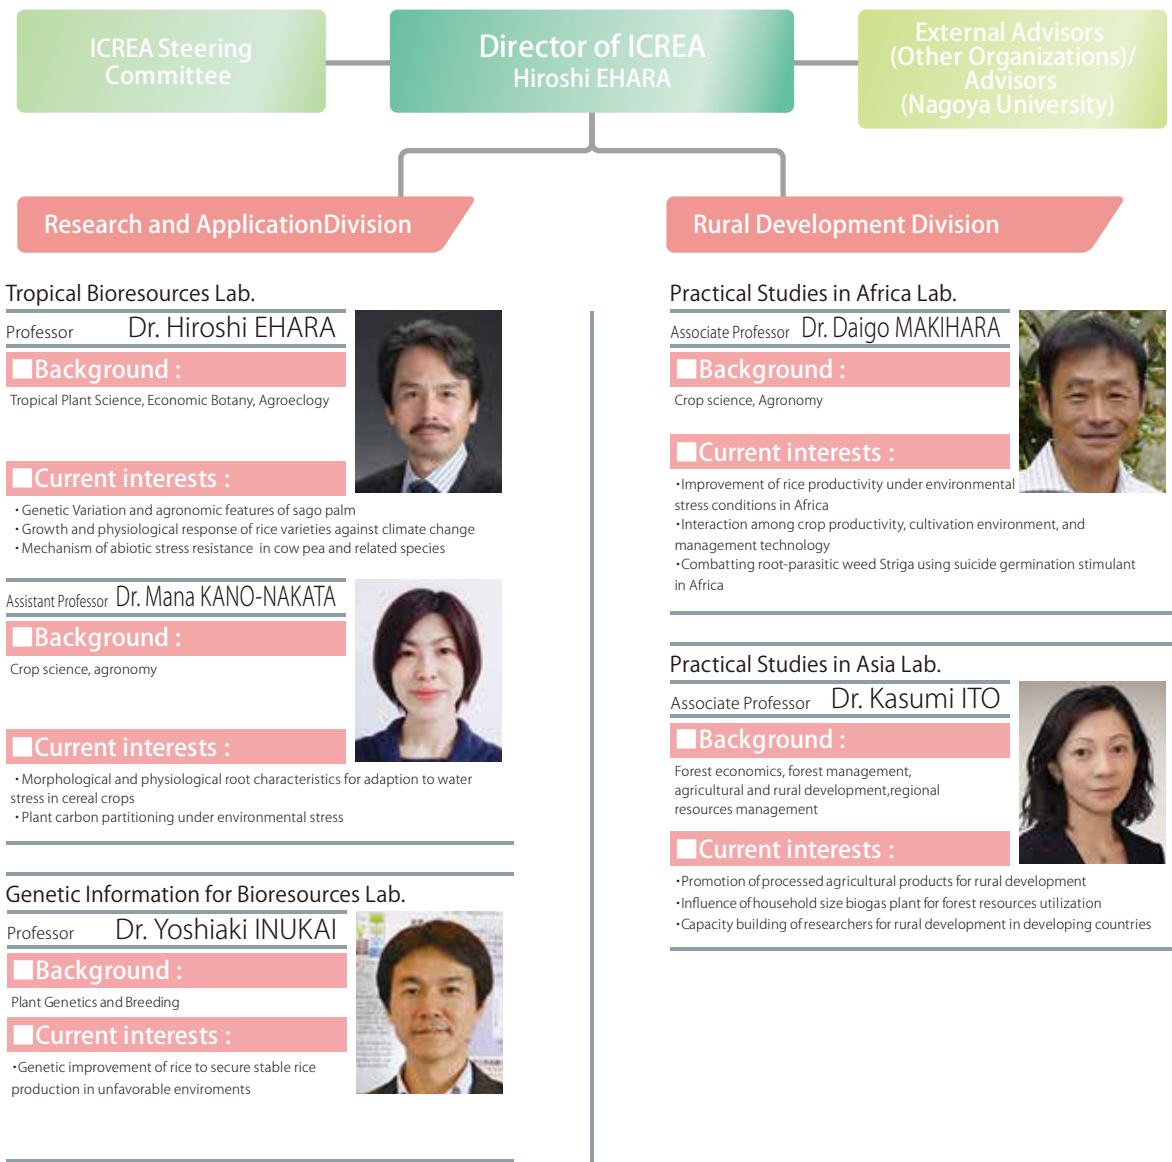 ICREA Steering
Committee
Director of ICREA
Hiroshi EHARA
External Advisors
(Other Organizations)/
Advisors
(Nagoya University)
Research and ApplicationDivision
Rural Development Division
Tropical Bioresources Lab.
Professor Dr. Hiroshi EHARA
■Background :
Tropical Plant Science, Economic Botany, Agroeclogy
■Current interests :
・Genetic Variation and agronomic features of sago palm
・Growth and physiological response of rice varieties against climate change
・Mechanism of abiotic stress resistance in cow pea and related species
Assistant Professor Dr. Mana KANO-NAKATA
■Background :
Crop science, agronomy
■Current interests :
・Morphological and physiological root characteristics for adaption to water
stress in cereal crops
・Plant carbon partitioning under environmental stress
Genetic Information for Bioresources Lab.
Professor Dr. Yoshiaki INUKAI
■Background :
Plant Genetics and Breeding
■Current interests :
・Genetic improvement of rice to secure stable rice
production in unfavorable enviroments
Practical Studies in Africa Lab.
Associate Professor Dr. Daigo MAKIHARA
■Background :
Crop science, Agronomy
■Current interests :
・Improvement of rice productivity under environmental
stress conditions in Africa
・Interaction among crop productivity, cultivation environment, and
management technology
・Combatting root-parasitic weed Striga using suicide germination stimulant
in Africa
Practical Studies in Asia Lab.
Associate Professor Dr. Kasumi ITO
■Background :
Forest economics, forest management,
agricultural and rural development,regional
resources management
■Current interests :
・Promotion of processed agricultural products for rural development
・Influence of household size biogas plant for forest resources utilization
・Capacity building of researchers for rural development in developing countries